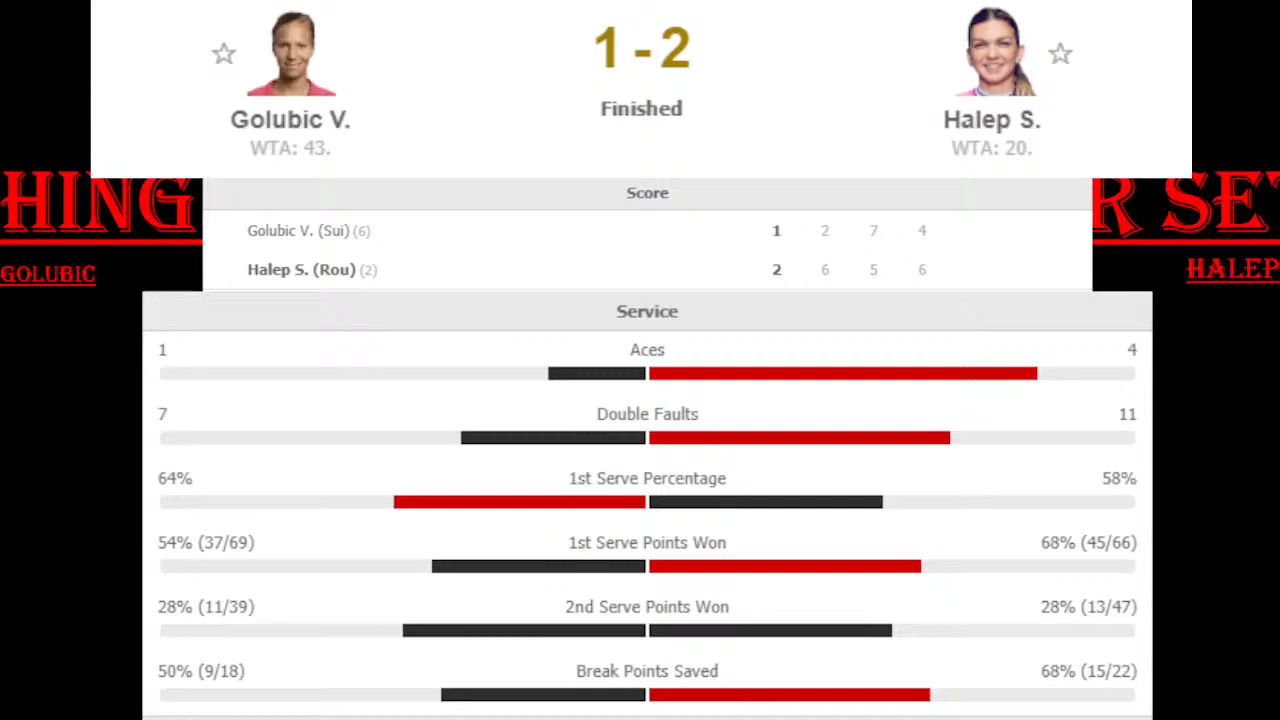 1 - 2
Finished
Golubic V. Halep S.
WTA: 43. WTA: 20.
HING R SET
Score
Golubic V. (Sui) (6) 1 2 7 4
GOLUBIC HALEP
Halep S. (Rou) (2) 2 6 5 6
Service
1 Aces 4
7 Double Faults 11
64% 1st Serve Percentage 58%
54% (37/69) 1st Serve Points Won 68% (45/66)
28% (11/39) 2nd Serve Points Won 28% (13/47)
50% (9/18) Break Points Saved 68% (15/22)